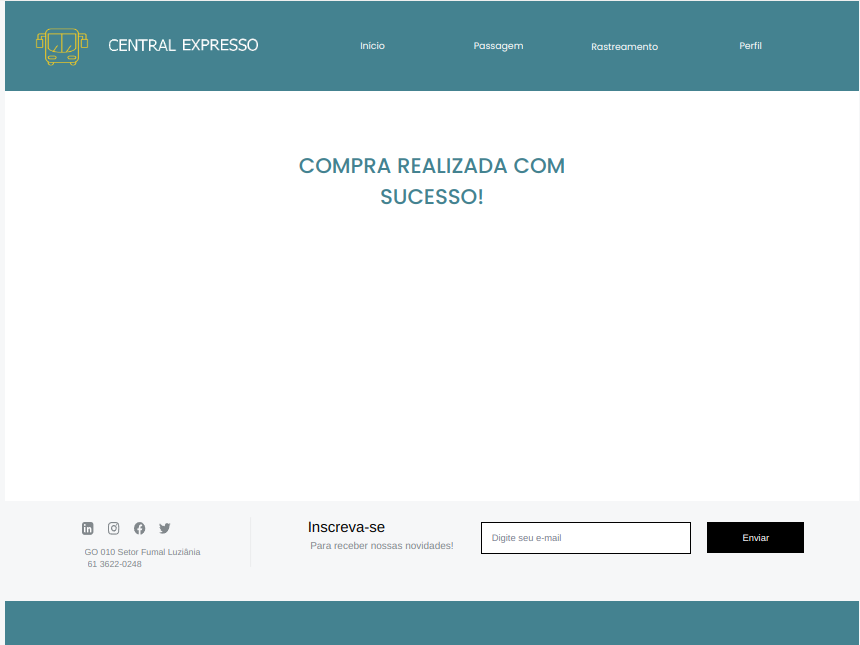 CENTRAL EXPRESSO
Início
Passagem
Rastreamento
Perfil
COMPRA REALIZADA COM
SUCESSO!
Inscreva-se
Para receber nossas novidades!
Digite seu e-mail
Enviar
GO 010 Setor Fumal Luziânia
61 3622-0248